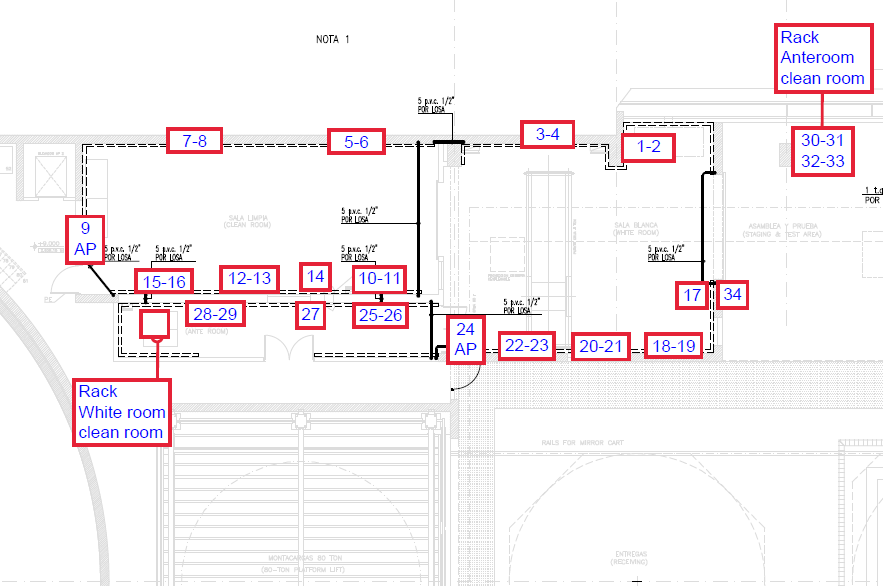 NOTA 1
Rack
Anteroom
clean room
5 p.v.c. 1/2"
POR LOSA
7-8
5-6
3-4
1-2
30-31
32-33
1 t.q
POR
5 p.v.c. 1/2"
POR LOSA
SALA LIMPIA
(CLEAN ROOM)
SALA BLANCA
(WHITE ROOM)
ASAMBLEA Y PRUEBA
(STAGING & TEST AREA)
9
AP
5 p.v.c. 1/2"
POR LOSA
5 p.v.c. 1/2"
POR LOSA
5 p.v.c. 1/2"
POR LOSA
5 p.v.c. 1/2"
POR LOSA
15-16
12-13
14
10-11
17
34
28-29
27
25-26
5 p.v.c. 1/2"
POR LOSA
(ANTE ROOM)
24
AP
22-23
20-21
18-19
Rack
White room
clean room
RAILS FOR MIRROR CART
MONTACARGAS 80 TON
(80-TON PLATFORM LIFT)
ENTREGAS
(RECEIVING)